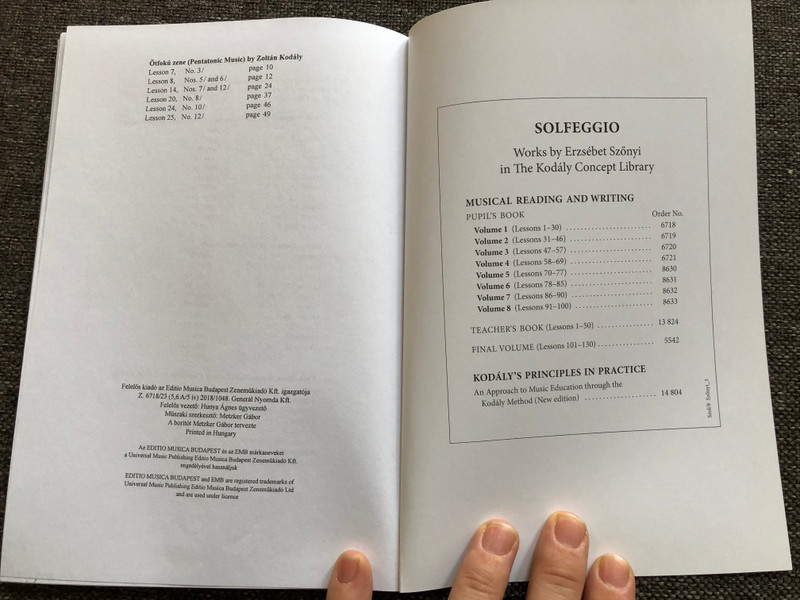 Ötfokú zene (Pentatonic Music) by Zoltán Kodály
Lesson 7, No. 3/ page 10
Lesson 8, Nos. 5/ and 6/ page 12
Lesson 14, Nos. 7/ and 12/ page 24
Lesson 20, No. 8/ page 37
Lesson 24, No. 10/ page 46
Lesson 25, No. 12/ page 49
Felelős kiadó az Editio Musica Budapest Zeneműkiadó Kft. igazgatója
Z. 6718/23 (5,6 A/5 ív) 2018/1048. Generál Nyomda Kft.
Felelős vezető: Hunya Ágnes ügyvezető
Műszaki szerkesztő: Metzker Gábor
A borítót Metzker Gábor tervezte
Printed in Hungary
Az EDITIO MUSICA BUDAPEST és az EMB márkaneveket
a Universal Music Publishing Editio Musica Budapest Zeneműkiadó Kft.
engedélyével használjuk
EDITIO MUSICA BUDAPEST and EMB are registered trademarks of
Universal Music Publishing Editio Musica Budapest Zeneműkiadó Ltd
and are used under licence
SOLFEGGIO
Works by Erzsébet Szőnyi
in The Kodály Concept Library
MUSICAL READING AND WRITING
PUPIL'S BOOK Order No.
Volume 1 (Lessons 1–30) 6718
Volume 2 (Lessons 31–46) 6719
Volume 3 (Lessons 47–57) 6720
Volume 4 (Lessons 58–69) 6721
Volume 5 (Lessons 70–77) 8630
Volume 6 (Lessons 78–85) 8631
Volume 7 (Lessons 86–90) 8632
Volume 8 (Lessons 91–100) 8633
TEACHER'S BOOK (Lessons 1–50) 13 824
FINAL VOLUME (Lessons 101–130) 5542
KODÁLY'S PRINCIPLES IN PRACTICE
An Approach to Music Education through the
Kodály Method (New edition) 14 804